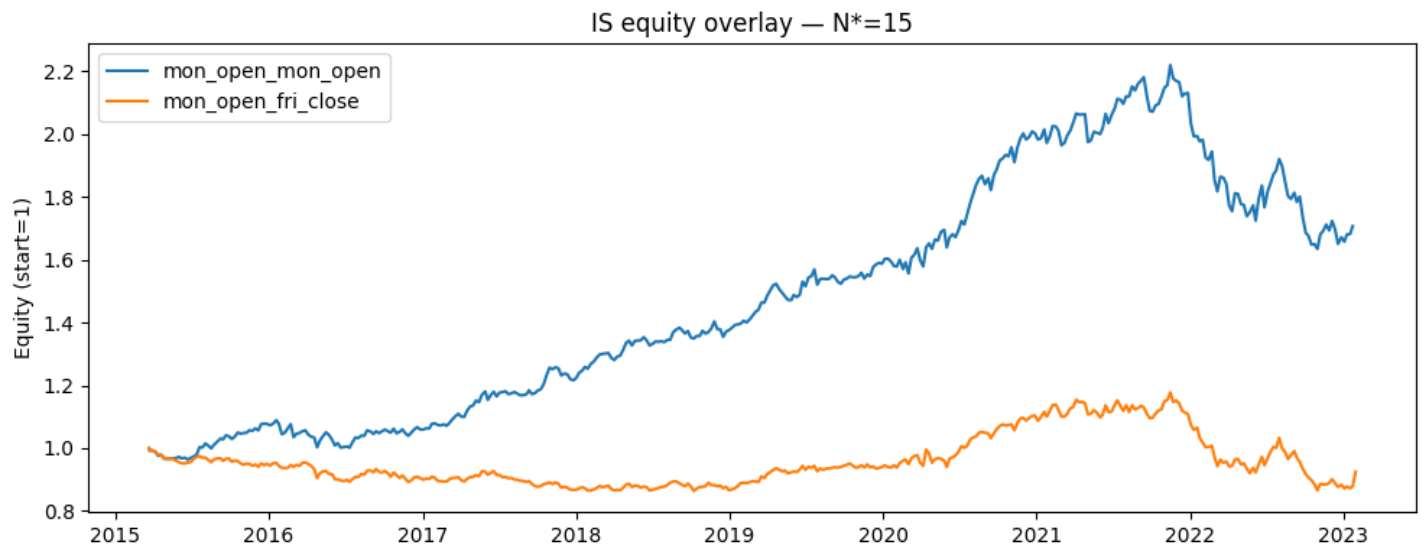 IS equity overlay — N*=15
mon_open_mon_open
mon_open_fri_close
Equity (start=1)
2.2
2.0
1.8
1.6
1.4
1.2
1.0
0.8
2015 2016 2017 2018 2019 2020 2021 2022 2023